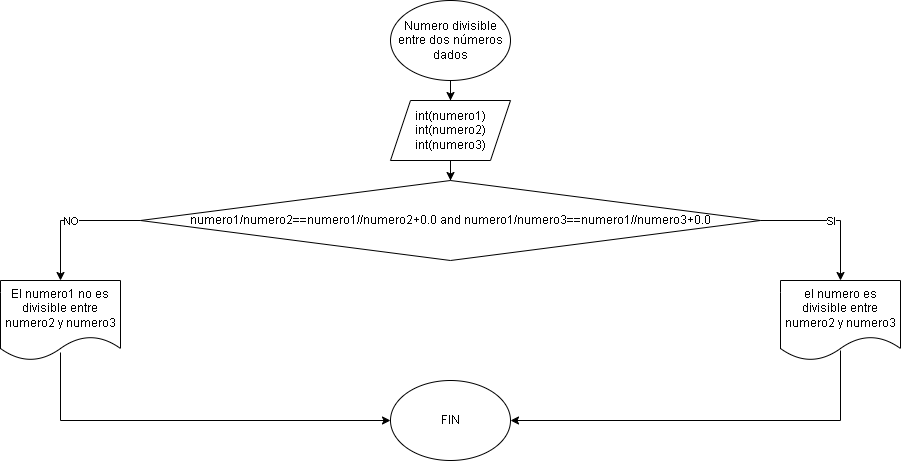 Numero divisible
entre dos números
dados
int(numero1)
int(numero2)
int(numero3)
numero1/numero2==numero1//numero2+0.0 and numero1/numero3==numero1//numero3+0.0
NO
SI
El numero1 no es
divisible entre
numero2 y numero3
el numero es
divisible entre
numero2 y numero3
FIN